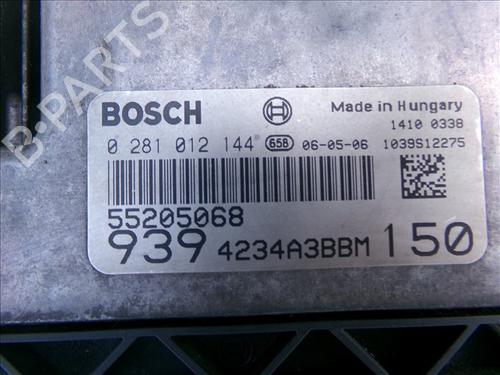 B-PARTS
BOSCH Made in Hungary
1410 0338
0 281 012 144 658 06-05-06 1039S12275
55205068
939 4234A3BBM 150